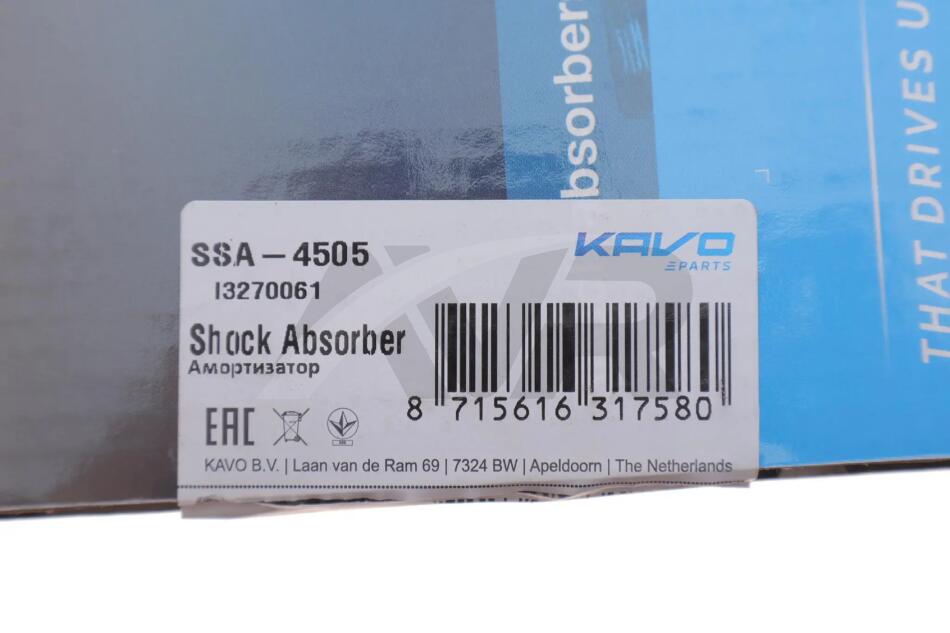 bsorber
THAT DRIVES U
SSA-4505
KAVO
PARTS
I3270061
Shock Absorber
Амортизатор
8 715616 317580
EAC
KAVO B.V. | Laan van de Ram 69 | 7324 BW | Apeldoorn | The Netherlands
AVR